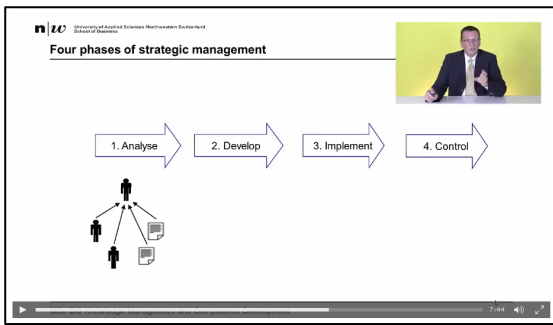 n|w University of Applied Sciences Northwestern Switzerland
School of Business
Four phases of strategic management
1. Analyse
2. Develop
3. Implement
4. Control
7:44